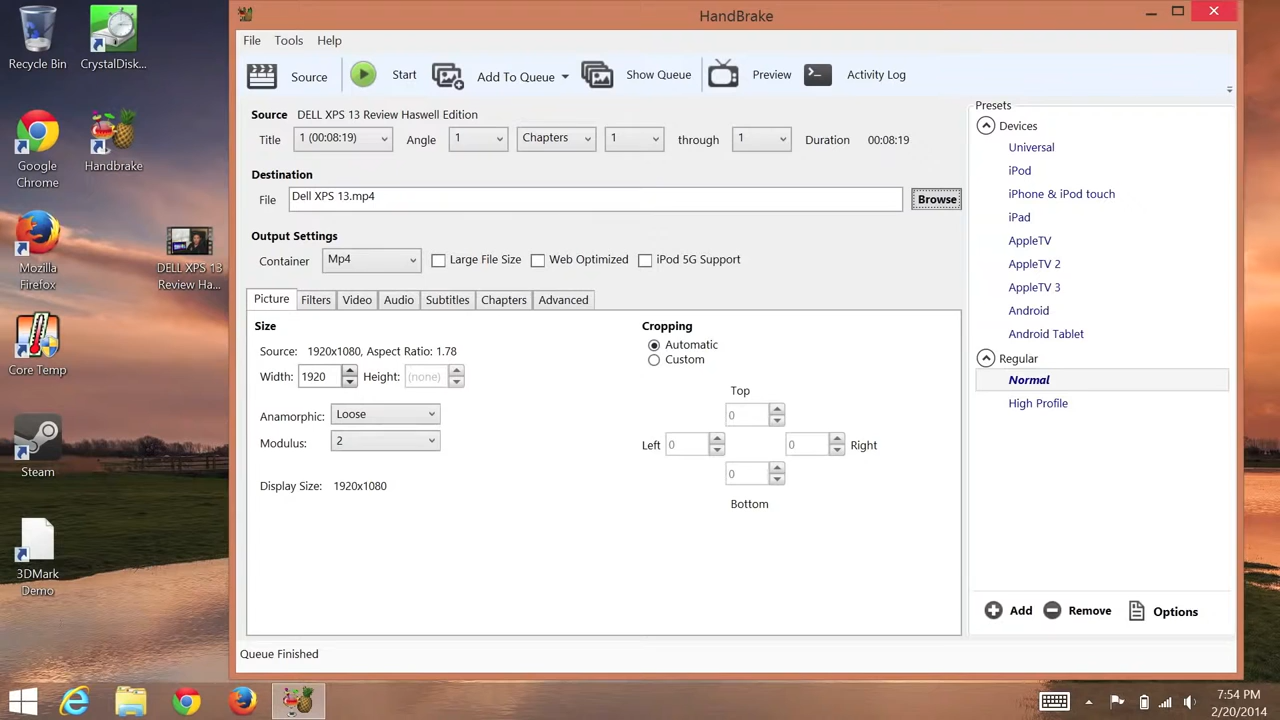 Recycle Bin
CrystalDisk...
Google
Chrome
Handbrake
Mozilla
Firefox
DELL XPS 13
Review Ha...
Core Temp
Steam
3DMark
Demo
HandBrake
File Tools Help
Source Start Add To Queue Show Queue Preview Activity Log
Source DELL XPS 13 Review Haswell Edition
Title 1 (00:08:19) Angle 1 Chapters 1 through 1 Duration 00:08:19
Destination
File Dell XPS 13.mp4 Browse
Output Settings
Container Mp4 Large File Size Web Optimized iPod 5G Support
Picture Filters Video Audio Subtitles Chapters Advanced
Size
Source: 1920x1080, Aspect Ratio: 1.78
Width: 1920 Height: (none)
Anamorphic: Loose
Modulus: 2
Display Size: 1920x1080
Cropping
Automatic
Custom
Top
0
Left 0 0 Right
0
Bottom
Presets
Devices
Universal
iPod
iPhone & iPod touch
iPad
AppleTV
AppleTV 2
AppleTV 3
Android
Android Tablet
Regular
Normal
High Profile
Add Remove Options
Queue Finished
7:54 PM
2/20/2014